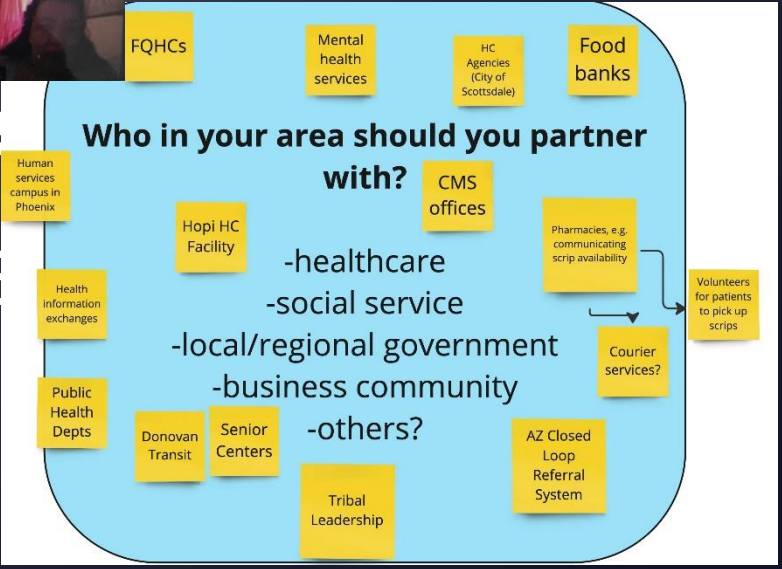 FQHCs
Mental
health
services
HC
Agencies
(City of
Scottsdale)
Food
banks
Who in your area should you partner
with?
Human
services
campus in
Phoenix
CMS
offices
Hopi HC
Facility
Pharmacies, e.g.
communicating
scrip availability
-healthcare
-social service
-local/regional government
-business community
-others?
Health
information
exchanges
Volunteers
for patients
to pick up
scrips
Courier
services?
Public
Health
Depts
Donovan
Transit
Senior
Centers
AZ Closed
Loop
Referral
System
Tribal
Leadership